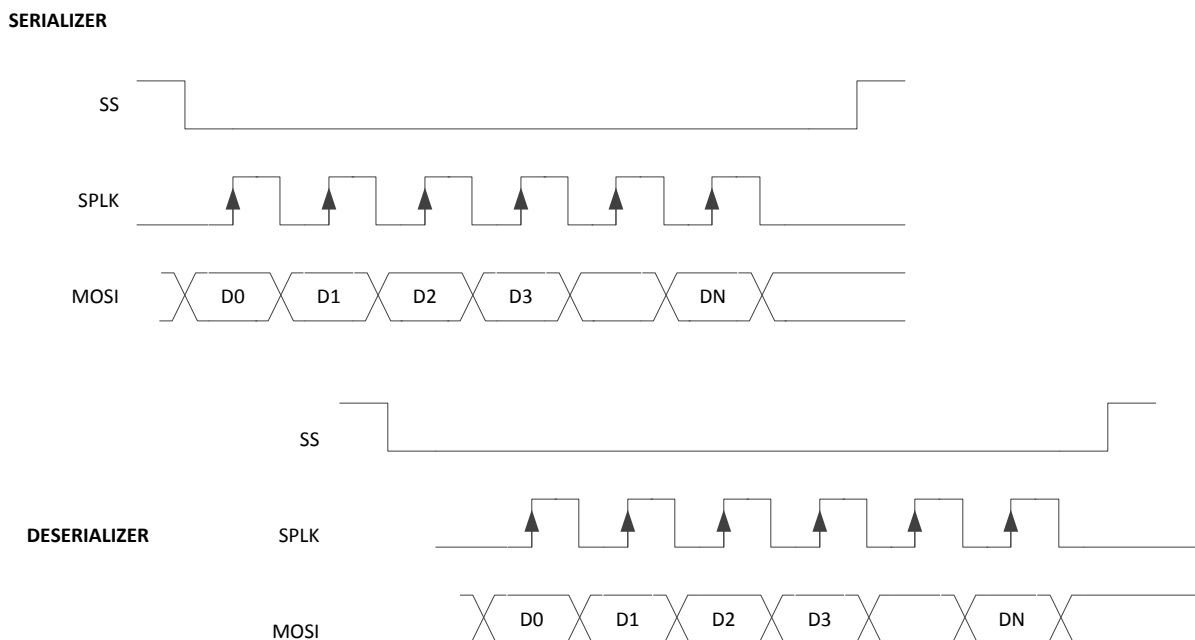 SERIALIZER
SS
SPLK
MOSI
D0 D1 D2 D3 DN
SS
DESERIALIZER SPLK
MOSI
D0 D1 D2 D3 DN